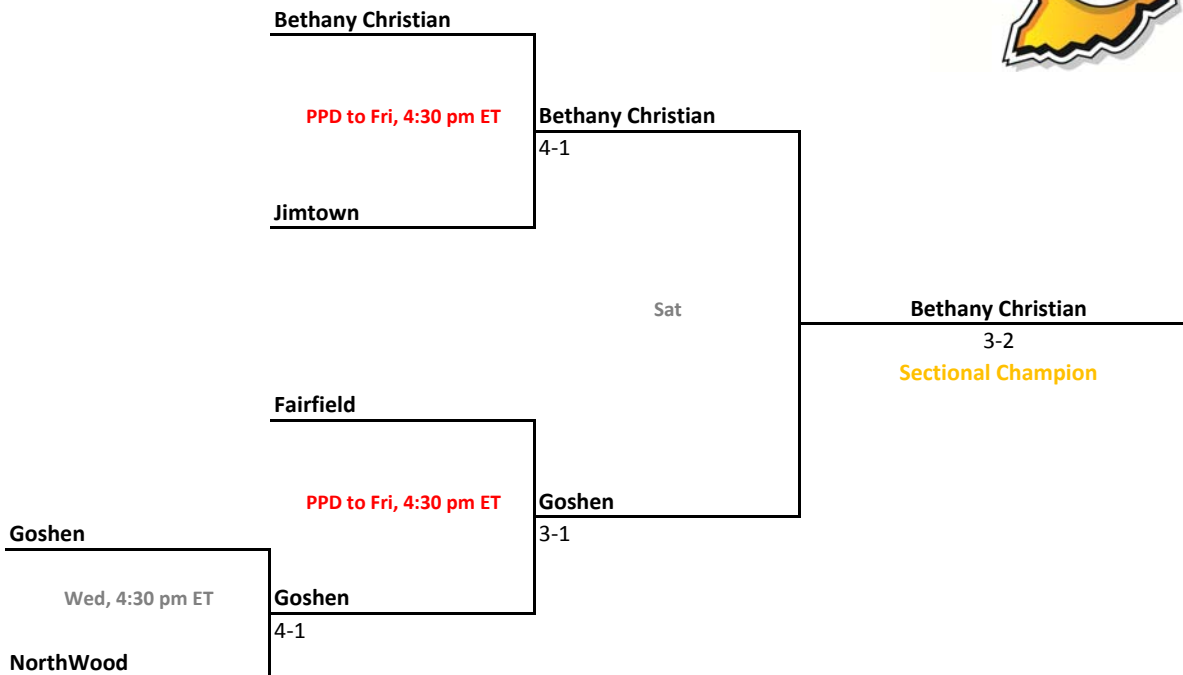 Bethany Christian
PPD to Fri, 4:30 pm ET
Bethany Christian
4-1
Jimtown
Sat
Bethany Christian
3-2
Sectional Champion
Fairfield
PPD to Fri, 4:30 pm ET
Goshen
3-1
Goshen
Wed, 4:30 pm ET
Goshen
4-1
NorthWood